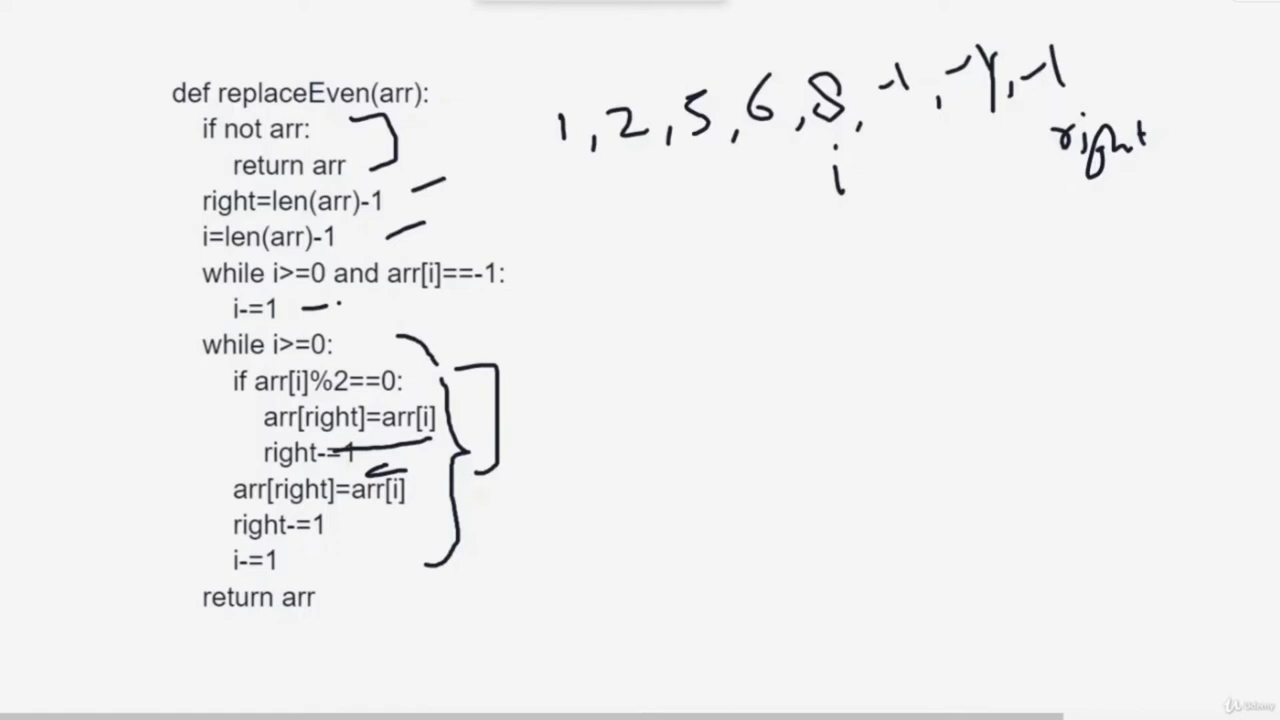 def replaceEven(arr):
if not arr:
return arr
right=len(arr)-1
i=len(arr)-1
while i>=0 and arr[i]==-1:
i-=1
while i>=0:
if arr[i]%2==0:
arr[right]=arr[i]
right-=1
arr[right]=arr[i]
right-=1
i-=1
return arr
1, 2, 5, 6, 8, -1, -1, -1
right
i
Udemy